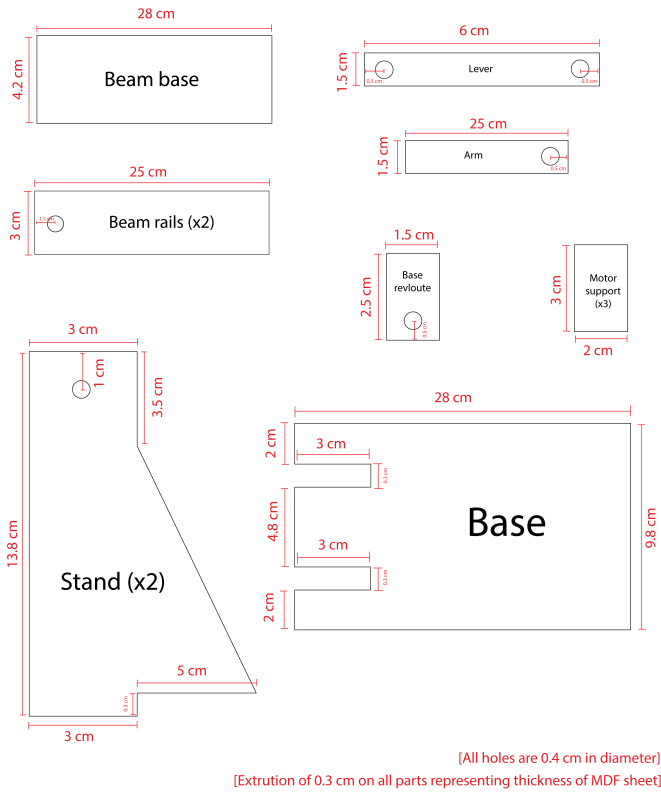 28 cm
4.2 cm
Beam base
6 cm
1.5 cm
Lever
0.5 cm
0.5 cm
25 cm
1.5 cm
Arm
0.5 cm
25 cm
3 cm
1.5 cm
Beam rails (x2)
1.5 cm
2.5 cm
Base
revloute
0.5 cm
3 cm
Motor
support
(x3)
2 cm
3 cm
1 cm
3.5 cm
13.8 cm
Stand (x2)
5 cm
0.3 cm
3 cm
28 cm
2 cm
3 cm
0.3 cm
4.8 cm
Base
9.8 cm
3 cm
0.3 cm
2 cm
[All holes are 0.4 cm in diameter]
[Extrution of 0.3 cm on all parts representing thickness of MDF sheet]